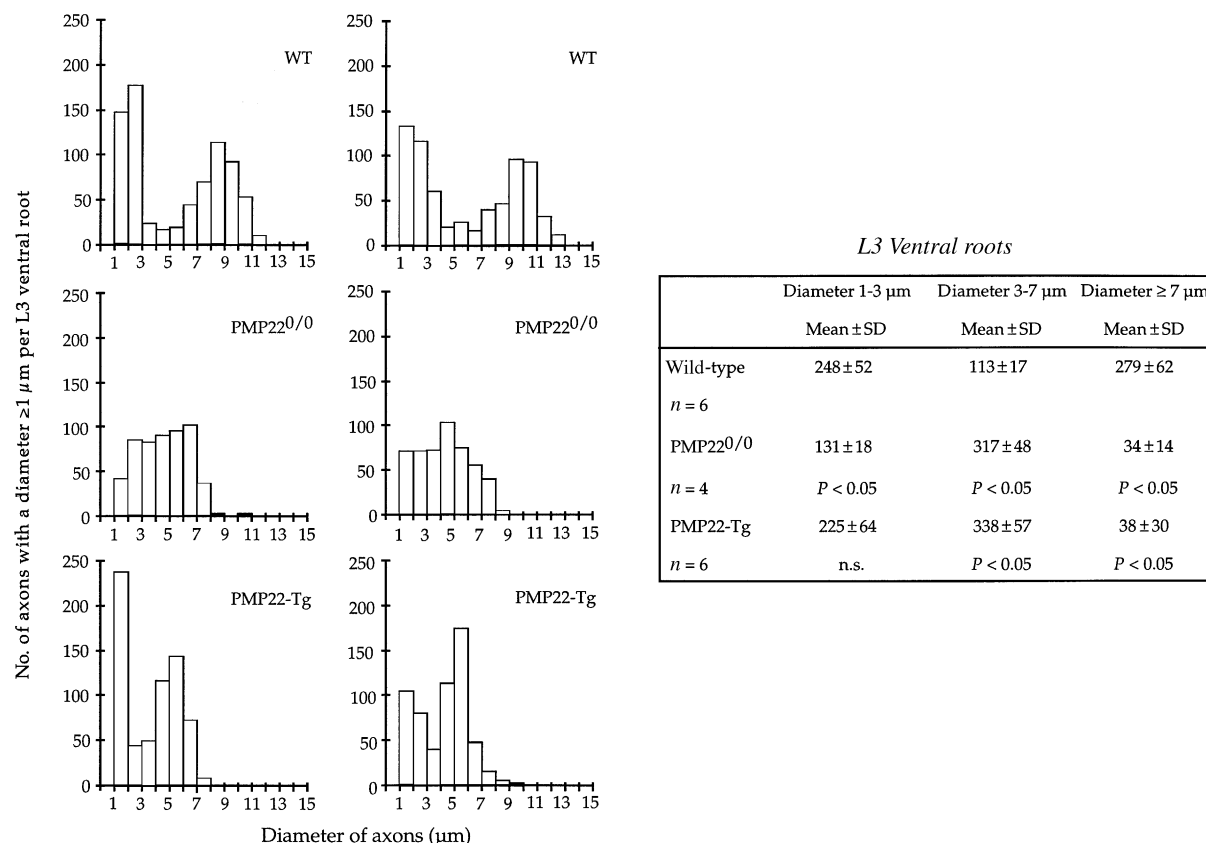 No. of axons with a diameter ≥1 µm per L3 ventral root
250
200
150
100
50
0
WT
1 3 5 7 9 11 13 15
250
200
150
100
50
0
WT
1 3 5 7 9 11 13 15
250
200
150
100
50
0
PMP22⁰/⁰
1 3 5 7 9 11 13 15
250
200
150
100
50
0
PMP22⁰/⁰
1 3 5 7 9 11 13 15
250
200
150
100
50
0
PMP22-Tg
1 3 5 7 9 11 13 15
250
200
150
100
50
0
PMP22-Tg
1 3 5 7 9 11 13 15
Diameter of axons (µm)
L3 Ventral roots
Diameter 1-3 µm Diameter 3-7 µm Diameter ≥ 7 µm
Mean ±SD Mean ±SD Mean ±SD
Wild-type 248±52 113±17 279±62
n = 6
PMP22⁰/⁰ 131±18 317±48 34±14
n = 4 P < 0.05 P < 0.05 P < 0.05
PMP22-Tg 225±64 338±57 38±30
n = 6 n.s. P < 0.05 P < 0.05